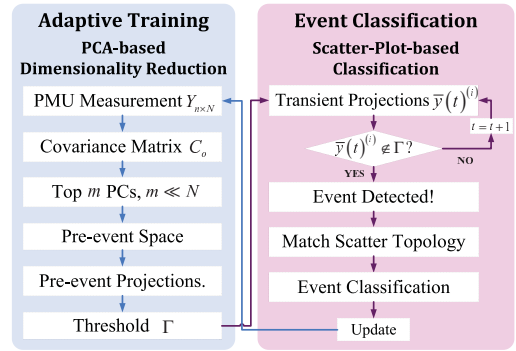 Adaptive Training
PCA-based
Dimensionality Reduction
PMU Measurement Y_{n×N}
Covariance Matrix C_o
Top m PCs, m ≪ N
Pre-event Space
Pre-event Projections.
Threshold Γ
Event Classification
Scatter-Plot-based
Classification
Transient Projections ȳ(t)^{(i)}
t = t+1
ȳ(t)^{(i)} ∉ Γ ?
NO
YES
Event Detected!
Match Scatter Topology
Event Classification
Update